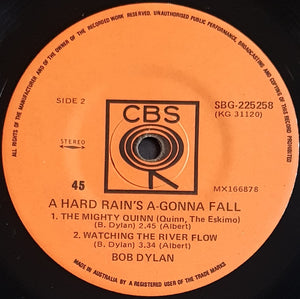 ALL RIGHTS OF THE MANUFACTURER AND OF THE OWNER OF THE RECORDED WORK RESERVED. UNAUTHORISED PUBLIC PERFORMANCE, BROADCASTING AND COPYING OF THIS RECORD PROHIBITED
SIDE 2
CBS
SBG-225258
(KG 31120)
STEREO
45
MX166878
A HARD RAIN'S A-GONNA FALL
1. THE MIGHTY QUINN (Quinn, The Eskimo)
(B. Dylan) 2.45 (Albert)
2. WATCHING THE RIVER FLOW
(B. Dylan) 3.34 (Albert)
BOB DYLAN
MADE IN AUSTRALIA BY A REGISTERED USER OF THE TRADE MARKS